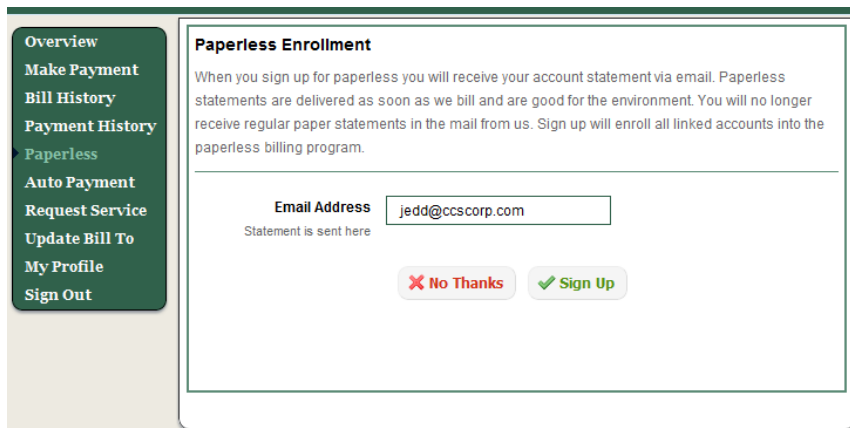 Overview
Make Payment
Bill History
Payment History
Paperless
Auto Payment
Request Service
Update Bill To
My Profile
Sign Out
Paperless Enrollment
When you sign up for paperless you will receive your account statement via email. Paperless
statements are delivered as soon as we bill and are good for the environment. You will no longer
receive regular paper statements in the mail from us. Sign up will enroll all linked accounts into the
paperless billing program.
Email Address
jedd@ccscorp.com
Statement is sent here
No Thanks
Sign Up